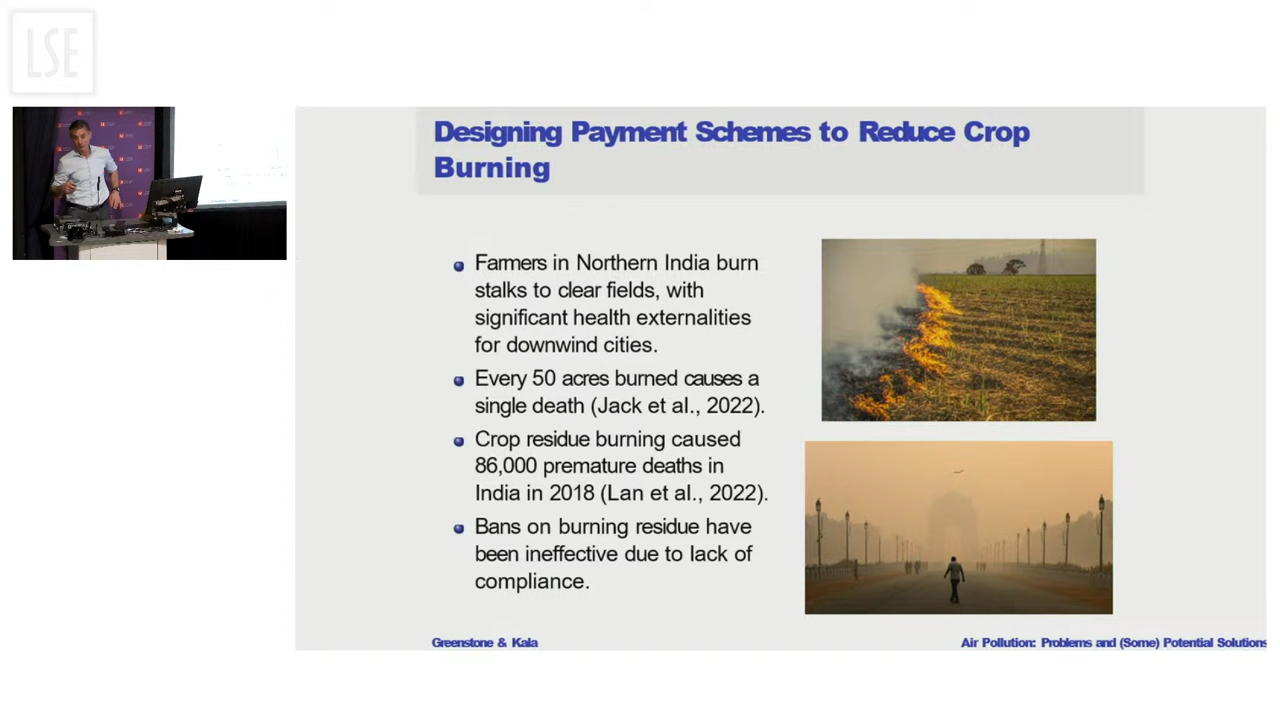 LSE
Designing Payment Schemes to Reduce Crop
Burning
Farmers in Northern India burn
stalks to clear fields, with
significant health externalities
for downwind cities.
Every 50 acres burned causes a
single death (Jack et al., 2022).
Crop residue burning caused
86,000 premature deaths in
India in 2018 (Lan et al., 2022).
Bans on burning residue have
been ineffective due to lack of
compliance.
Greenstone & Kala
Air Pollution: Problems and (Some) Potential Solutions